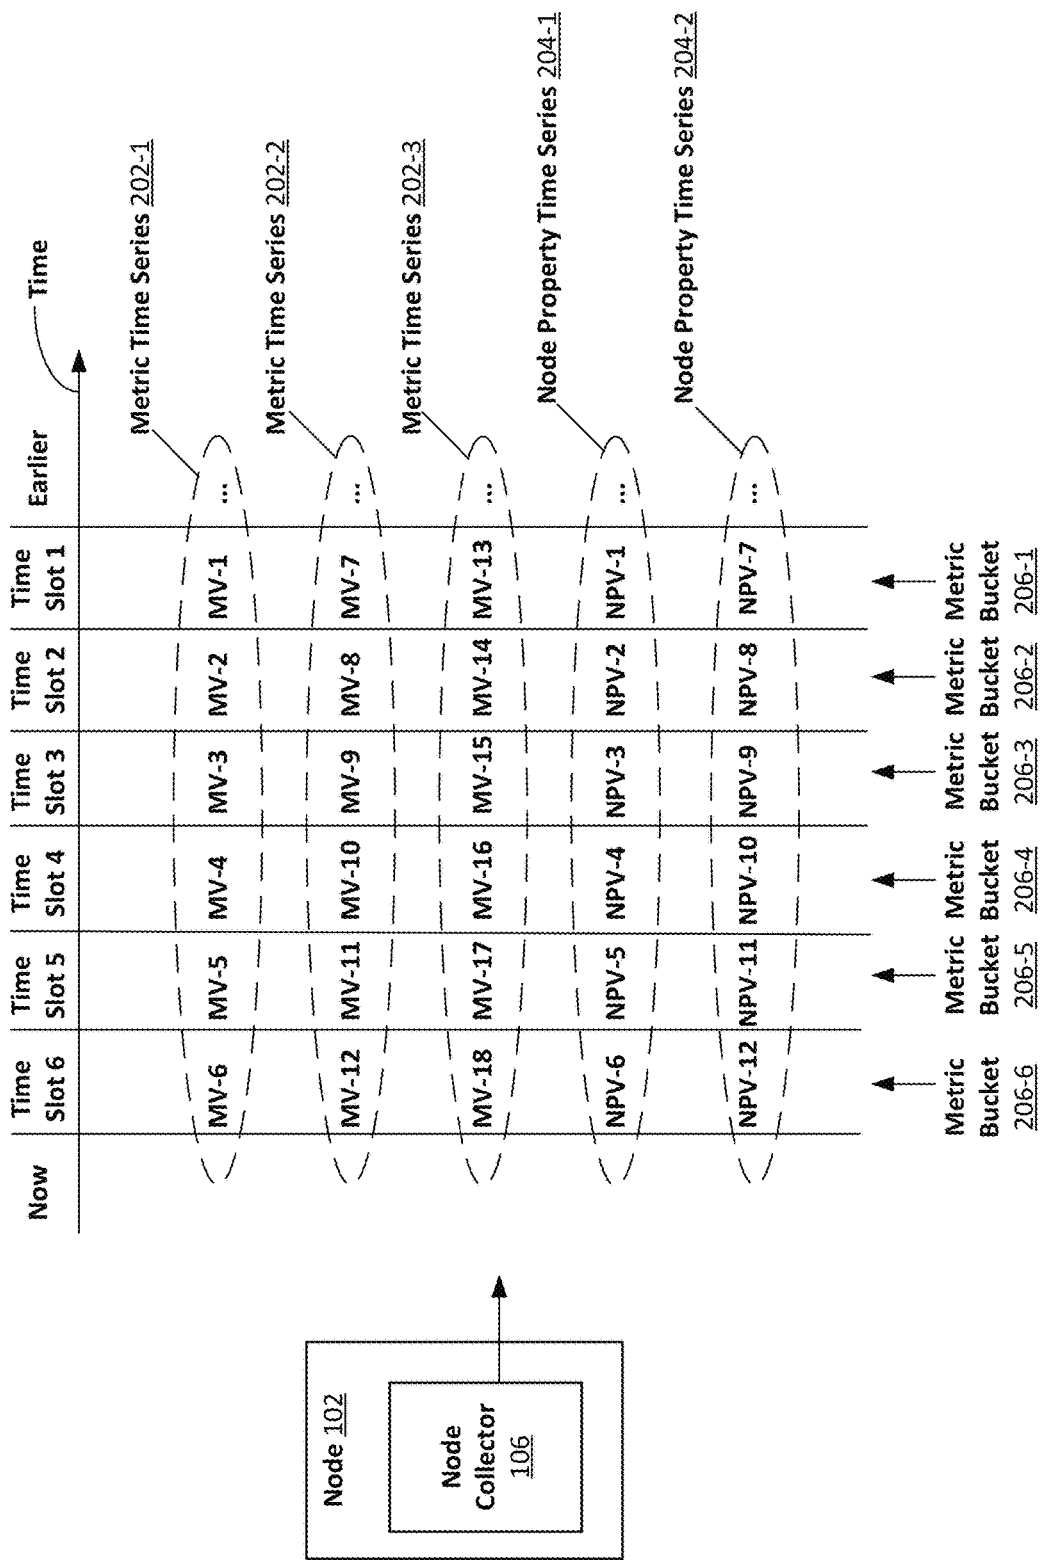 Node 102
Node
Collector
106
Now
Time
Slot 6
Time
Slot 5
Time
Slot 4
Time
Slot 3
Time
Slot 2
Time
Slot 1
Earlier
Time
MV-6
MV-5
MV-4
MV-3
MV-2
MV-1
...
Metric Time Series 202-1
MV-12
MV-11
MV-10
MV-9
MV-8
MV-7
...
Metric Time Series 202-2
MV-18
MV-17
MV-16
MV-15
MV-14
MV-13
...
Metric Time Series 202-3
NPV-6
NPV-5
NPV-4
NPV-3
NPV-2
NPV-1
...
Node Property Time Series 204-1
NPV-12
NPV-11
NPV-10
NPV-9
NPV-8
NPV-7
...
Node Property Time Series 204-2
Metric
Bucket
206-6
Metric
Bucket
206-5
Metric
Bucket
206-4
Metric
Bucket
206-3
Metric
Bucket
206-2
Metric
Bucket
206-1